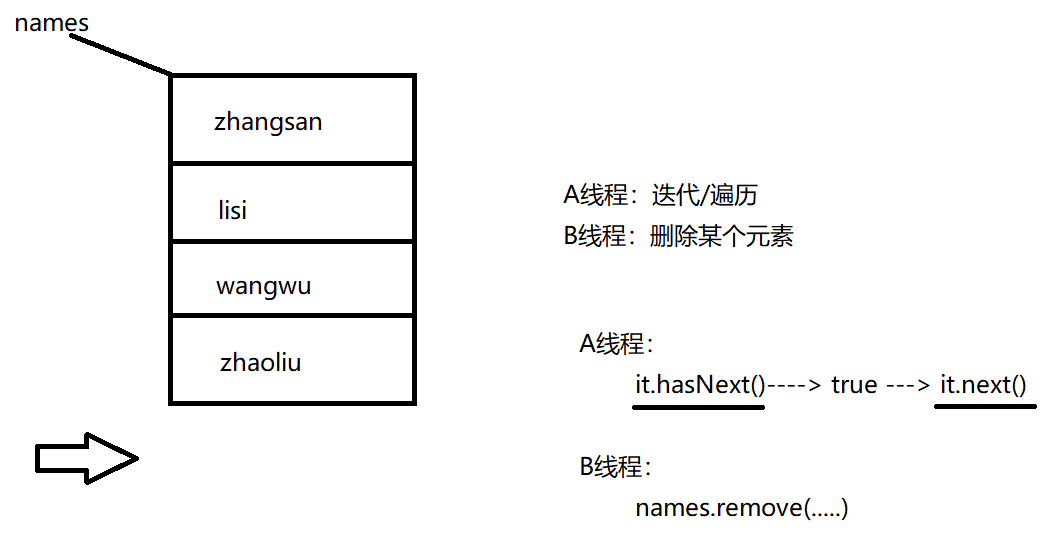 names
zhangsan
lisi
wangwu
zhaoliu
A线程：迭代/遍历
B线程：删除某个元素
A线程：
it.hasNext()----> true ---> it.next()
B线程：
names.remove(.....)